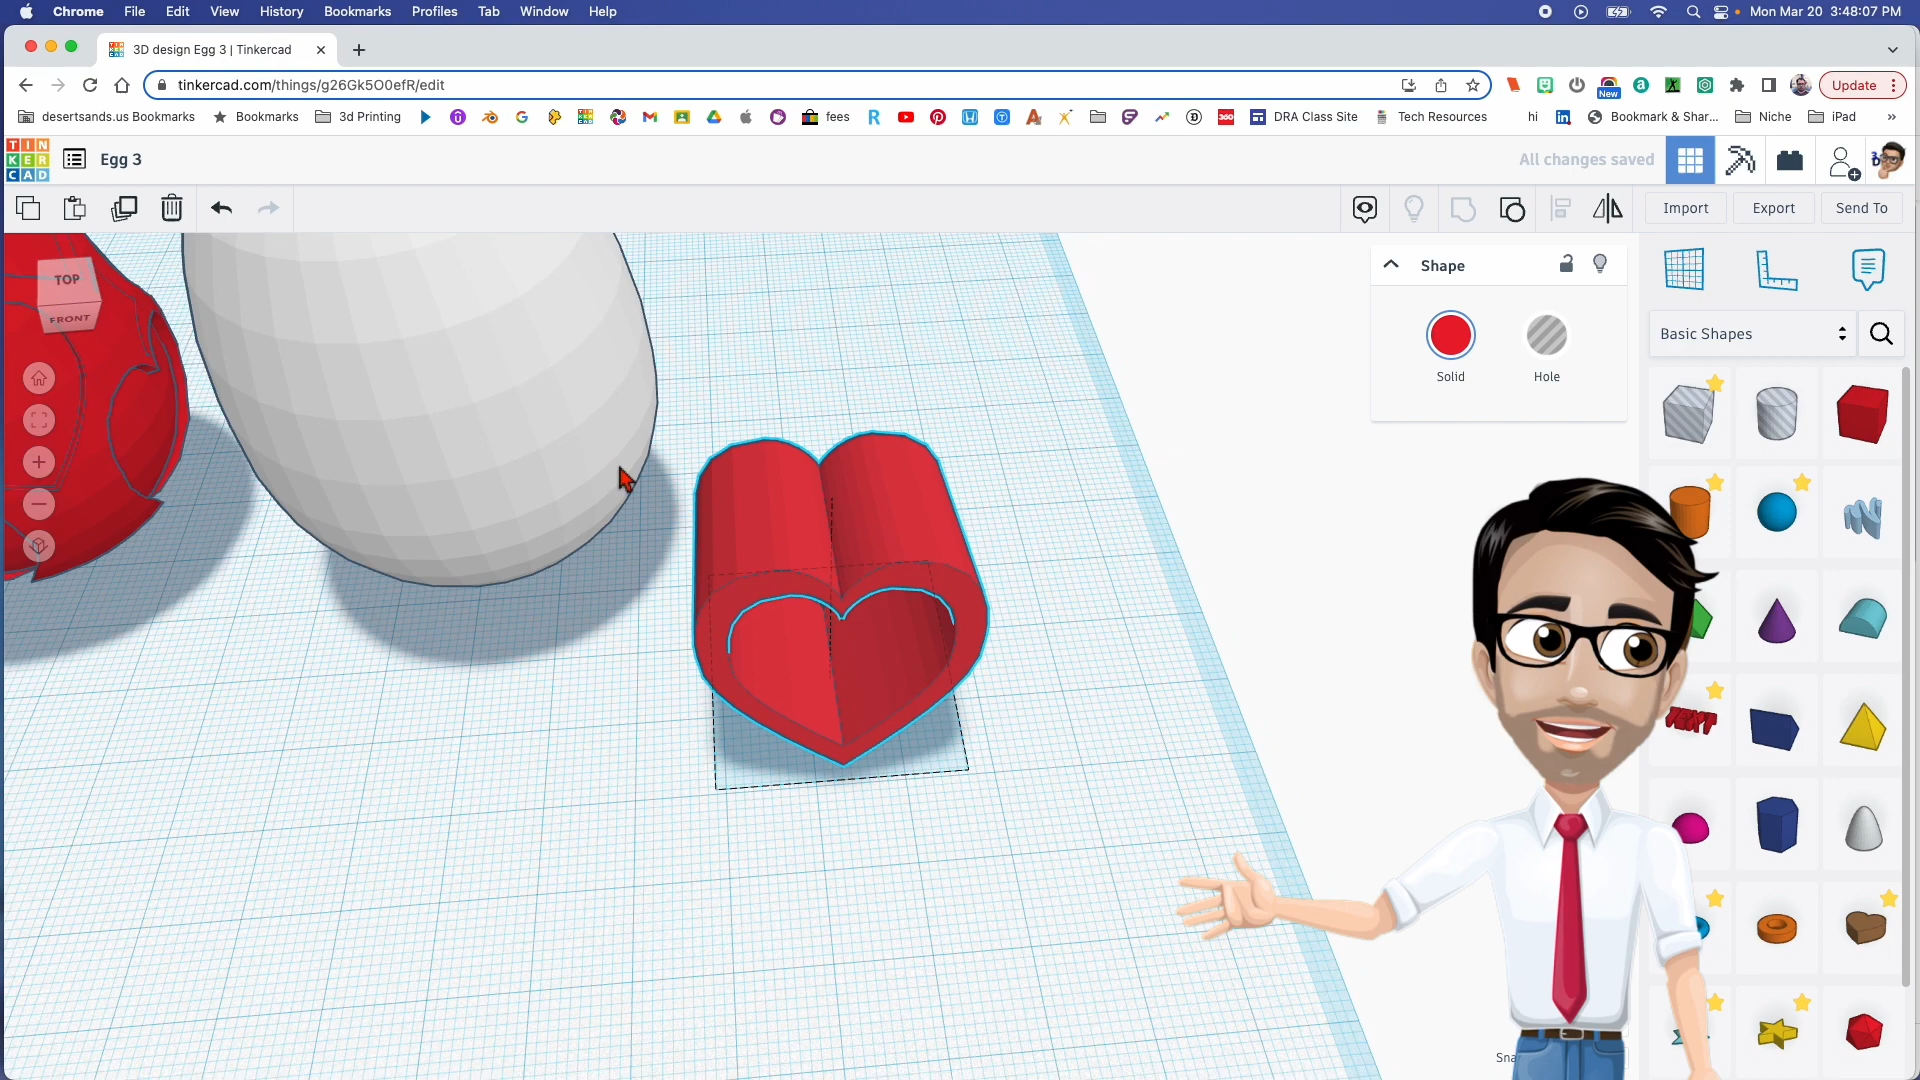 Chrome File Edit View History Bookmarks Profiles Tab Window Help Mon Mar 20 3:48:07 PM
3D design Egg 3 | Tinkercad
tinkercad.com/things/g26Gk5O0efR/edit
New
Update
desertsands.us Bookmarks Bookmarks 3d Printing fees DRA Class Site Tech Resources hi Bookmark & Shar... Niche iPad
TIN
KER
CAD
Egg 3
All changes saved
Import Export Send To
Shape
TOP
FRONT
Solid
Hole
Basic Shapes
TEXT
Sna